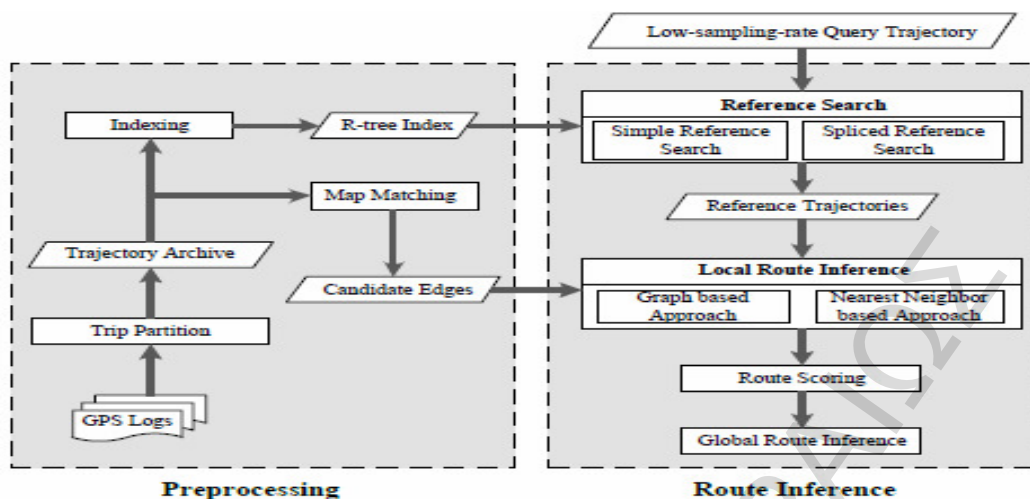 Low-sampling-rate Query Trajectory
Indexing
R-tree Index
Map Matching
Trajectory Archive
Candidate Edges
Trip Partition
GPS Logs
Preprocessing
Reference Search
Simple Reference
Search
Spliced Reference
Search
Reference Trajectories
Local Route Inference
Graph based
Approach
Nearest Neighbor
based Approach
Route Scoring
Global Route Inference
Route Inference
ΡΑΙΩΣ